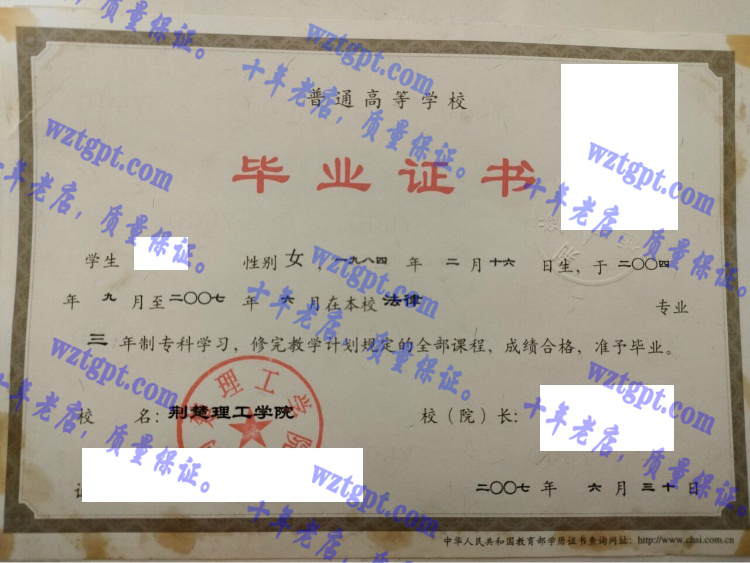 普通高等学校
毕业证书
学生 性别 女 ，一九八四 年 二 月 十六 日生，于 二〇〇四
年 九 月至 二〇〇七 年 六 月在本校 法律 专业
三 年制专科学习，修完教学计划规定的全部课程，成绩合格，准予毕业。
校 名：荆楚理工学院 校（院）长：
理工学院
二〇〇七 年 六 月 三十 日
中华人民共和国教育部学历证书查询网址：http://www.chsi.com.cn
wztgpt.com
十年老店，质量保证。